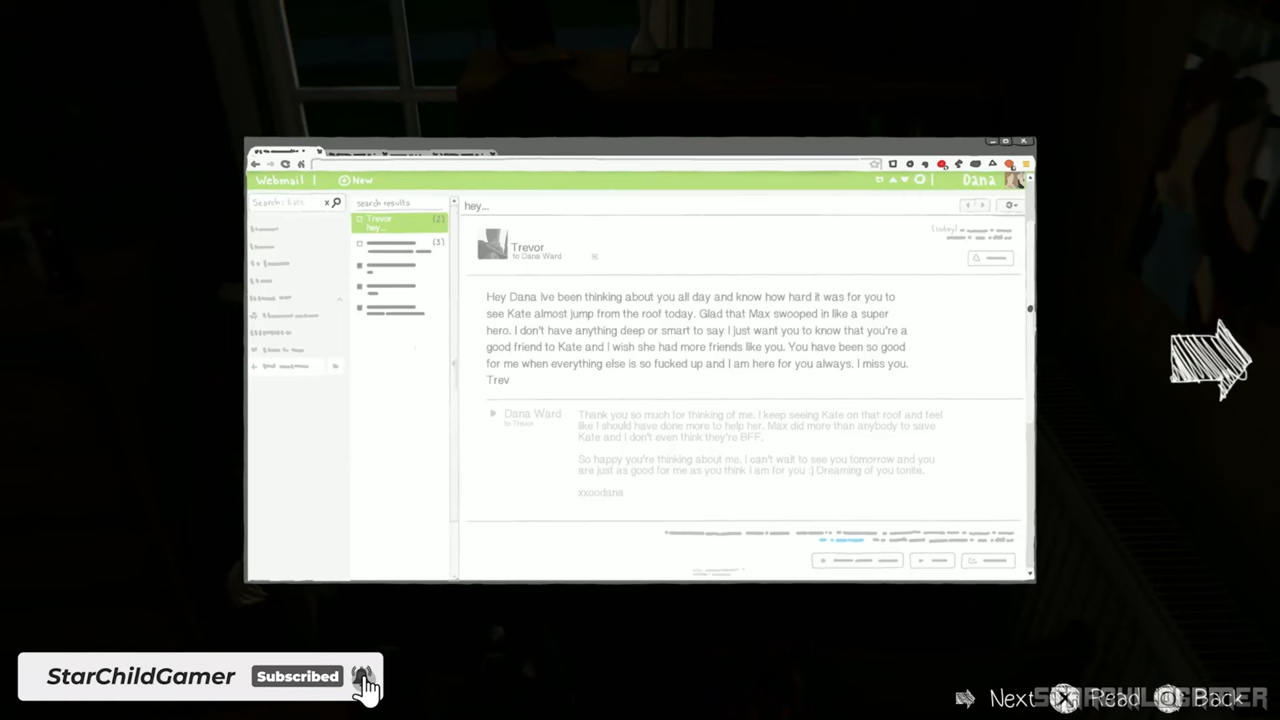 Webmail | + New
Dana
Search: Kate x
search results
hey...
Trevor (2)
hey...
(3)
Trevor
to Dana Ward
(today)
Hey Dana Ive been thinking about you all day and know how hard it was for you to
see Kate almost jump from the roof today. Glad that Max swooped in like a super
hero. I don't have anything deep or smart to say I just want you to know that you're a
good friend to Kate and I wish she had more friends like you. You have been so good
for me when everything else is so fucked up and I am here for you always. I miss you.
Trev
Dana Ward
to Trevor
Thank you so much for thinking of me. I keep seeing Kate on that roof and feel
like I should have done more to help her. Max did more than anybody to save
Kate and I don't even think they're BFF.
So happy you're thinking about me. I can't wait to see you tomorrow and you
are just as good for me as you think I am for you :] Dreaming of you tonite.
xxoodana
StarChildGamer Subscribed
Next X Read Back
STARCHILDGAMER